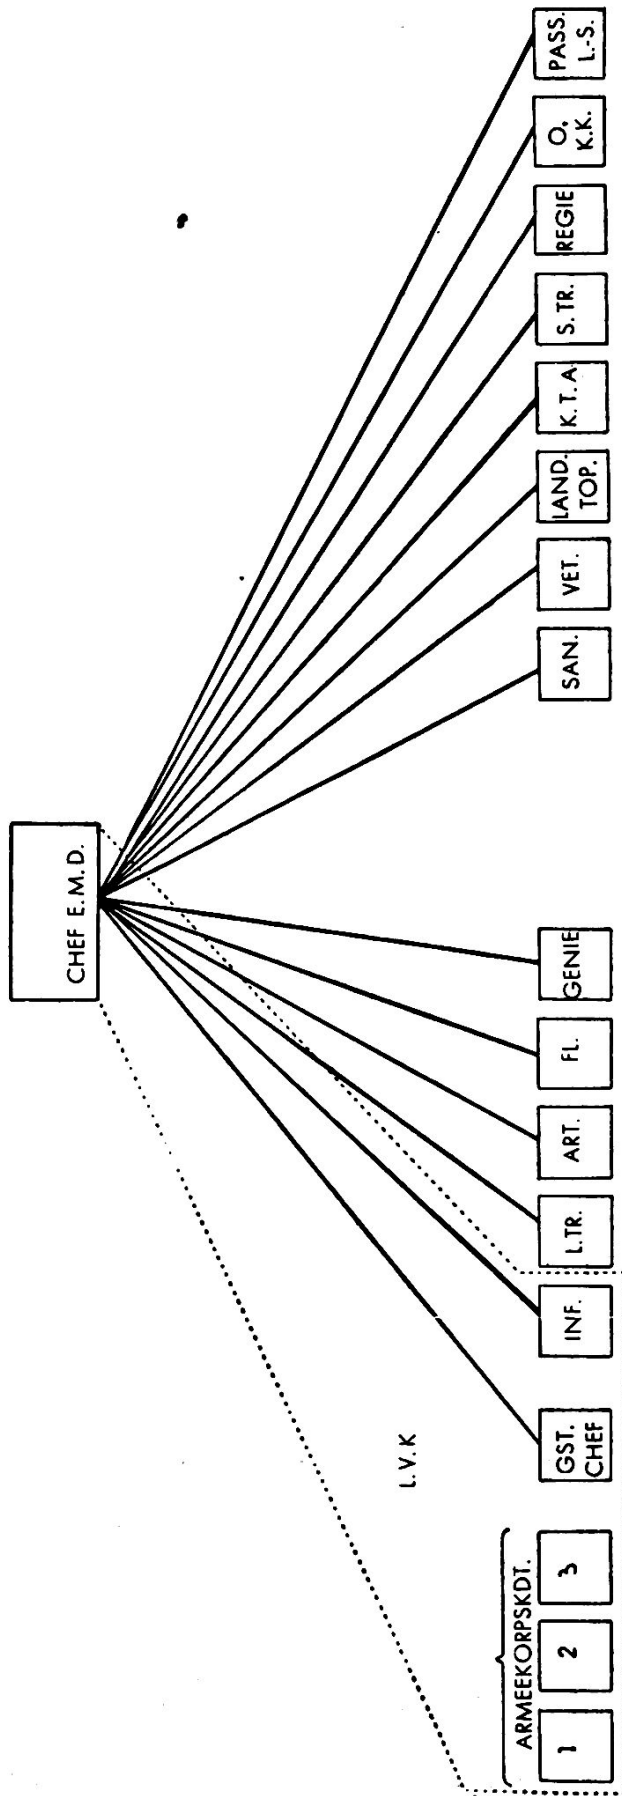 CHEF E.M.D.
L.V.K
ARMEEKORPSKDT.
1
2
3
GST.
CHEF
INF.
L.TR.
ART.
FL.
GENIE
SAN.
VET.
LAND.
TOP.
K.T.A
S.TR.
REGIE
O.
K.K.
PASS.
L.-S.